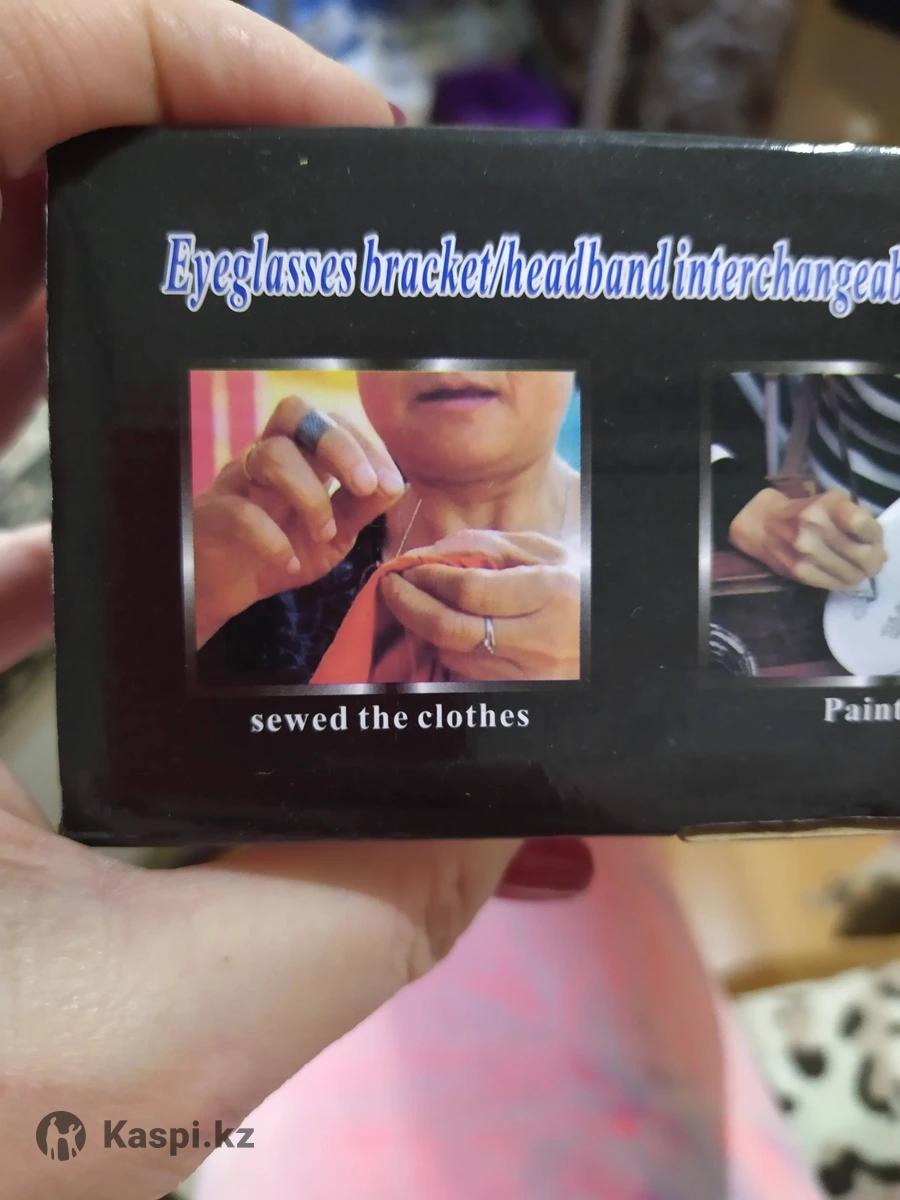 Eyeglasses bracket/headband interchangeab
sewed the clothes
Paint
Kaspi.kz